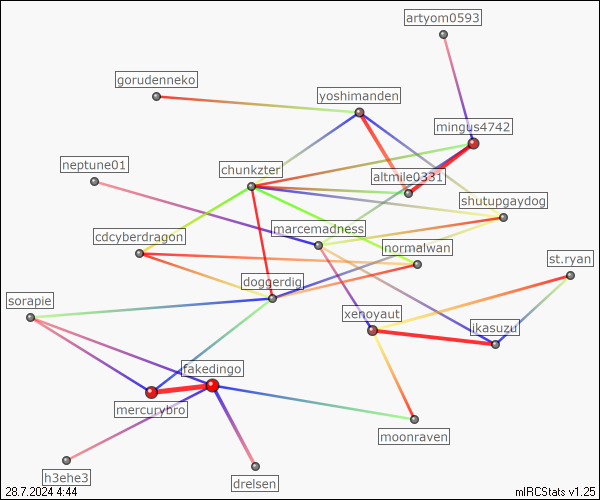 artyom0593
gorudenneko
yoshimanden
mingus4742
neptune01
chunkzter
altmile0331
shutupgaydog
marcemadness
cdcyberdragon
normalwan
st.ryan
doggerdig
sorapie
xenoyaut
ikasuzu
fakedingo
mercurybro
moonraven
h3ehe3
drelsen
28.7.2024 4:44
mIRCStats v1.25